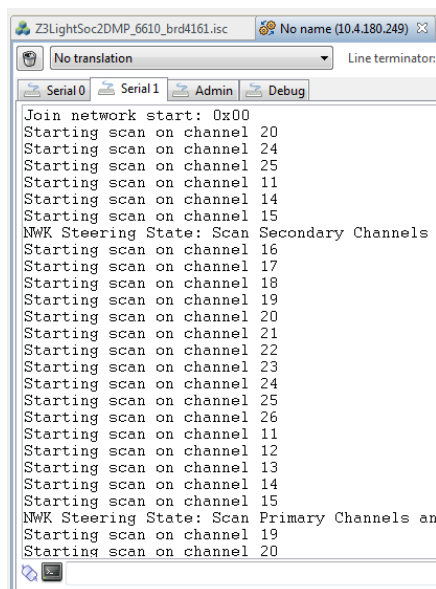 Z3LightSoc2DMP_6610_brd4161.isc No name (10.4.180.249)
No translation Line terminator:
Serial 0 Serial 1 Admin Debug
Join network start: 0x00
Starting scan on channel 20
Starting scan on channel 24
Starting scan on channel 25
Starting scan on channel 11
Starting scan on channel 14
Starting scan on channel 15
NWK Steering State: Scan Secondary Channels
Starting scan on channel 16
Starting scan on channel 17
Starting scan on channel 18
Starting scan on channel 19
Starting scan on channel 20
Starting scan on channel 21
Starting scan on channel 22
Starting scan on channel 23
Starting scan on channel 24
Starting scan on channel 25
Starting scan on channel 26
Starting scan on channel 11
Starting scan on channel 12
Starting scan on channel 13
Starting scan on channel 14
Starting scan on channel 15
NWK Steering State: Scan Primary Channels an
Starting scan on channel 19
Starting scan on channel 20